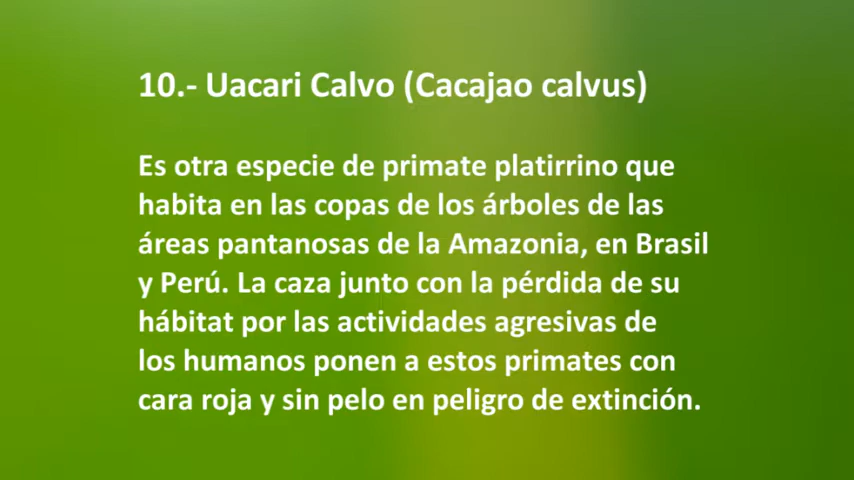 10.- Uacari Calvo (Cacajao calvus)
Es otra especie de primate platirrino que
habita en las copas de los árboles de las
áreas pantanosas de la Amazonia, en Brasil
y Perú. La caza junto con la pérdida de su
hábitat por las actividades agresivas de
los humanos ponen a estos primates con
cara roja y sin pelo en peligro de extinción.